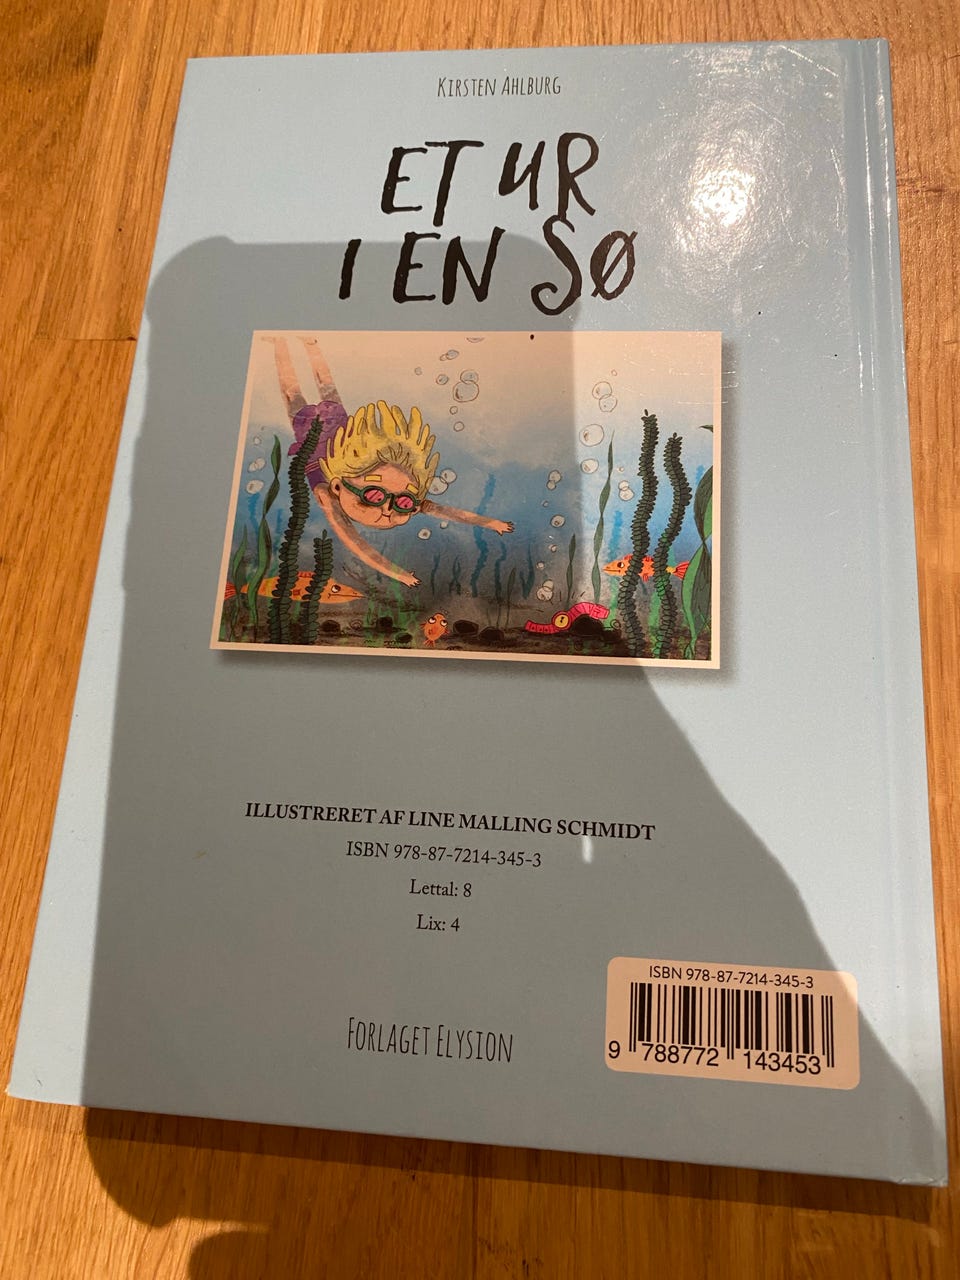 KIRSTEN AHLBURG
ET UR
I EN SØ
ILLUSTRERET AF LINE MALLING SCHMIDT
ISBN 978-87-7214-345-3
Lettal: 8
Lix: 4
FORLAGET ELYSION
ISBN 978-87-7214-345-3
9 788772 143453